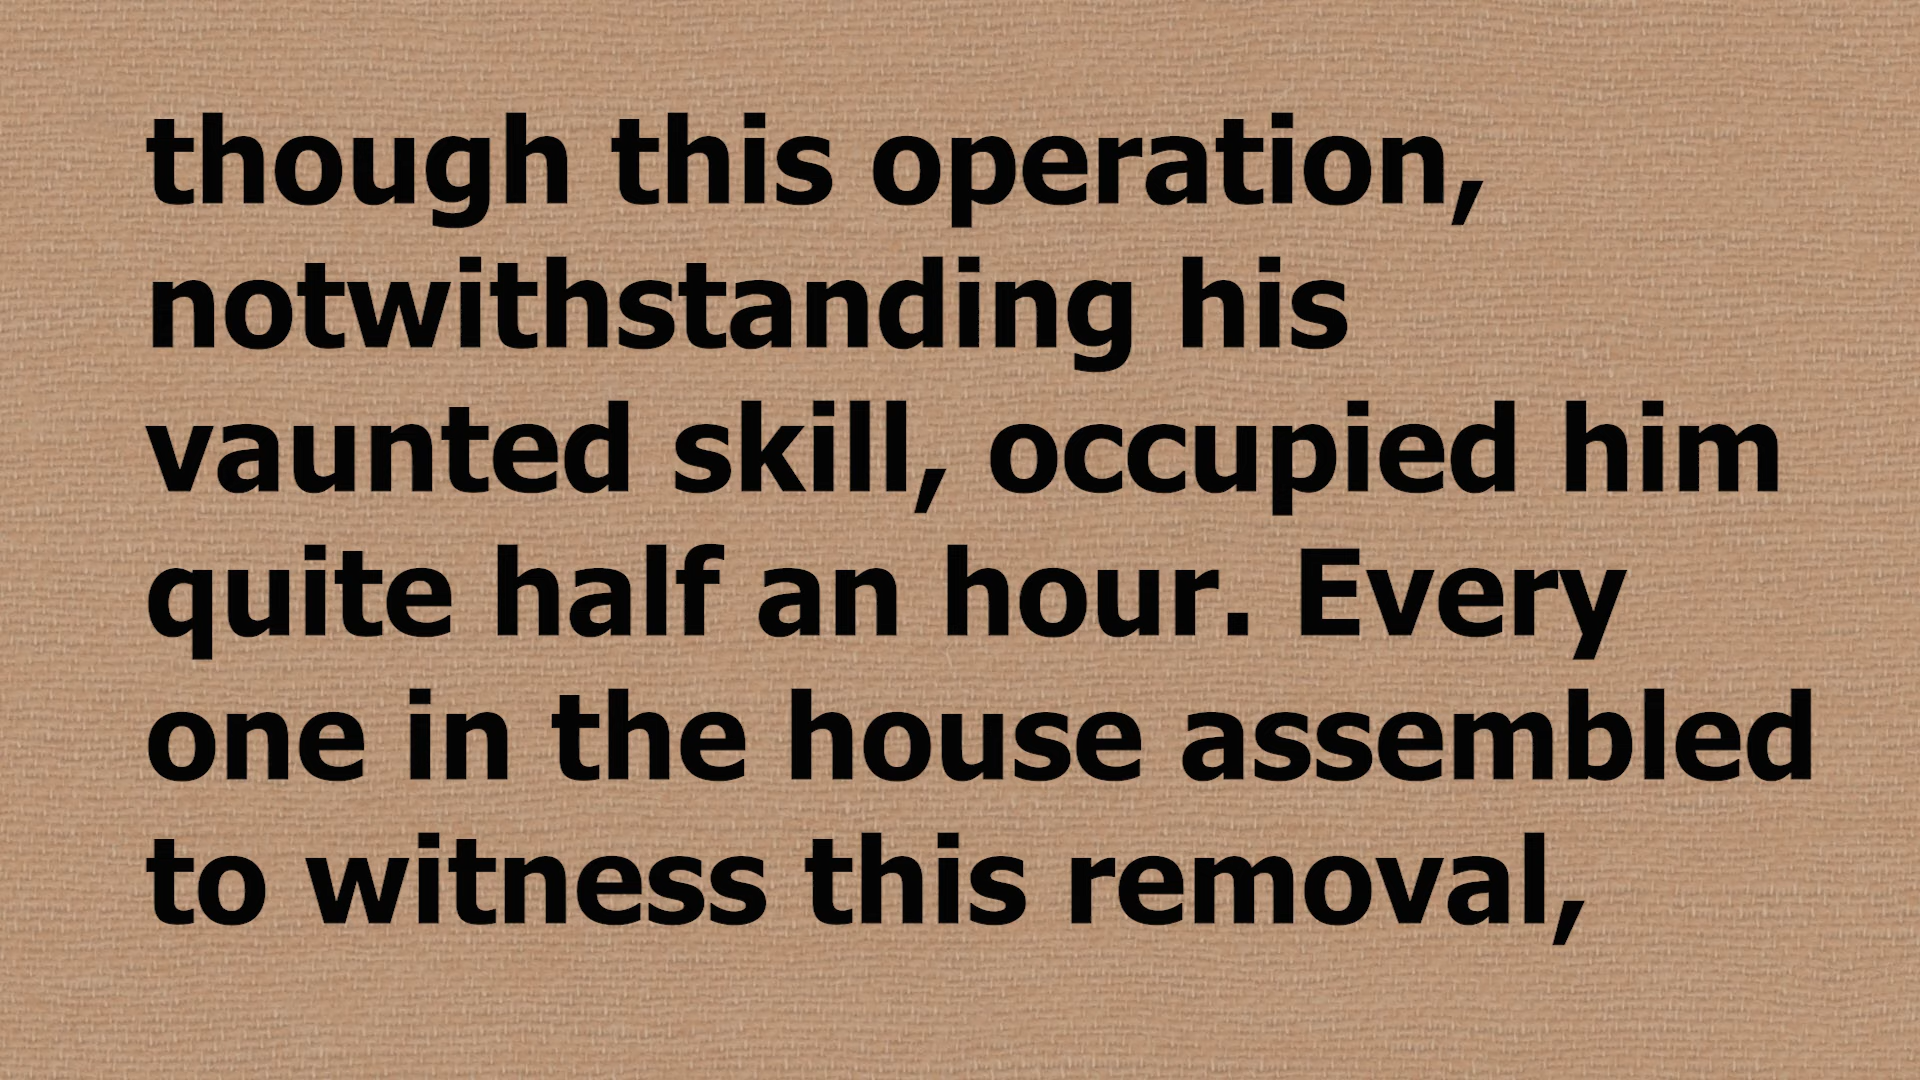 though this operation,
notwithstanding his
vaunted skill, occupied him
quite half an hour. Every
one in the house assembled
to witness this removal,